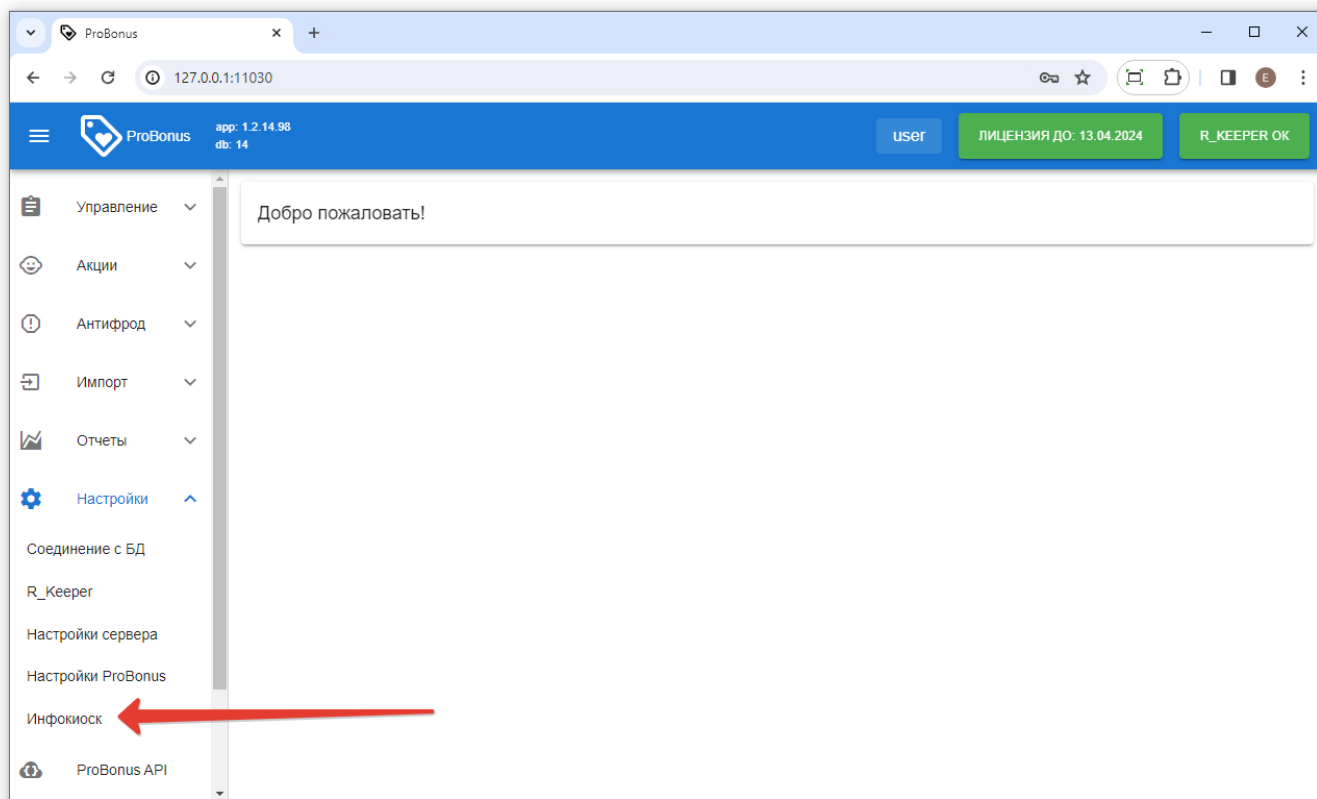 ProBonus
127.0.0.1:11030
E
ProBonus
app: 1.2.14.98
db: 14
user
ЛИЦЕНЗИЯ ДО: 13.04.2024
R_KEEPER OK
Управление
Добро пожаловать!
Акции
Антифрод
Импорт
Отчеты
Настройки
Соединение с БД
R_Keeper
Настройки сервера
Настройки ProBonus
Инфокиоск
ProBonus API